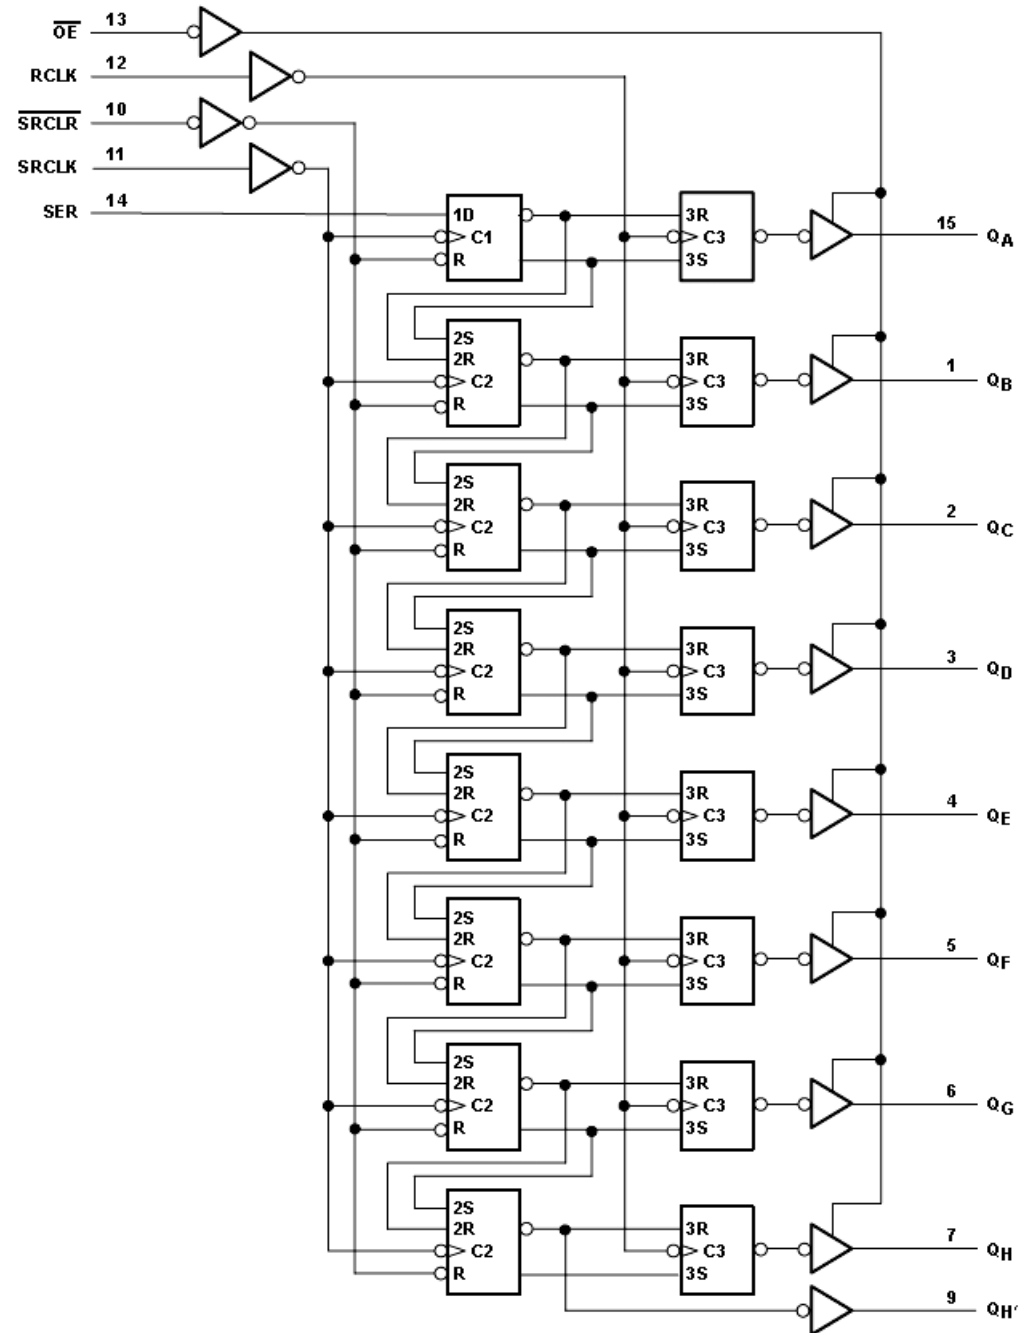 OE 13
RCLK 12
SRCLR 10
SRCLK 11
SER 14
1D 3R
C1 C3 15 QA
R 3S
2S
2R 3R
C2 C3 1 QB
R 3S
2S
2R 3R
C2 C3 2 QC
R 3S
2S
2R 3R
C2 C3 3 QD
R 3S
2S
2R 3R
C2 C3 4 QE
R 3S
2S
2R 3R
C2 C3 5 QF
R 3S
2S
2R 3R
C2 C3 6 QG
R 3S
2S
2R 3R
C2 C3 7 QH
R 3S
9 QH'